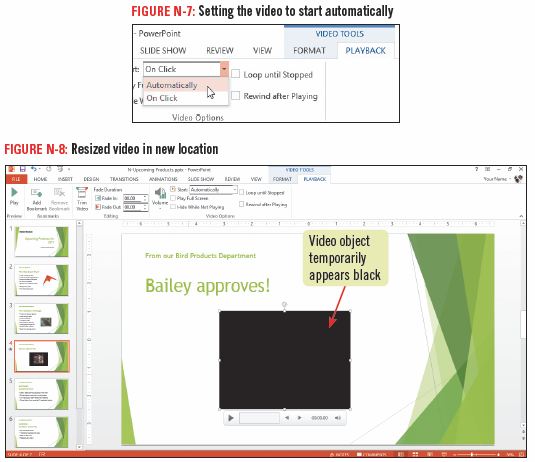 FIGURE N-7: Setting the video to start automatically
- PowerPoint
VIDEO TOOLS
SLIDE SHOW REVIEW VIEW FORMAT PLAYBACK
rt: On Click
Automatically
On Click
Loop until Stopped
Rewind after Playing
Video Options
FIGURE N-8: Resized video in new location
N-Upcoming Products.pptx - PowerPoint
VIDEO TOOLS
FILE HOME INSERT DESIGN TRANSITIONS ANIMATIONS SLIDE SHOW REVIEW VIEW FORMAT PLAYBACK
Your Name
Play
Add Bookmark
Remove Bookmark
Trim Video
Fade Duration
Fade In: 00.00
Fade Out: 00.00
Volume
Start: Automatically
Play Full Screen
Hide While Not Playing
Loop until Stopped
Rewind after Playing
Preview Bookmarks Editing Video Options
1
2
3
4
5
6
From our Bird Products Department
Bailey approves!
Video object
temporarily
appears black
00:00.00
SLIDE 4 OF 7
NOTES COMMENTS